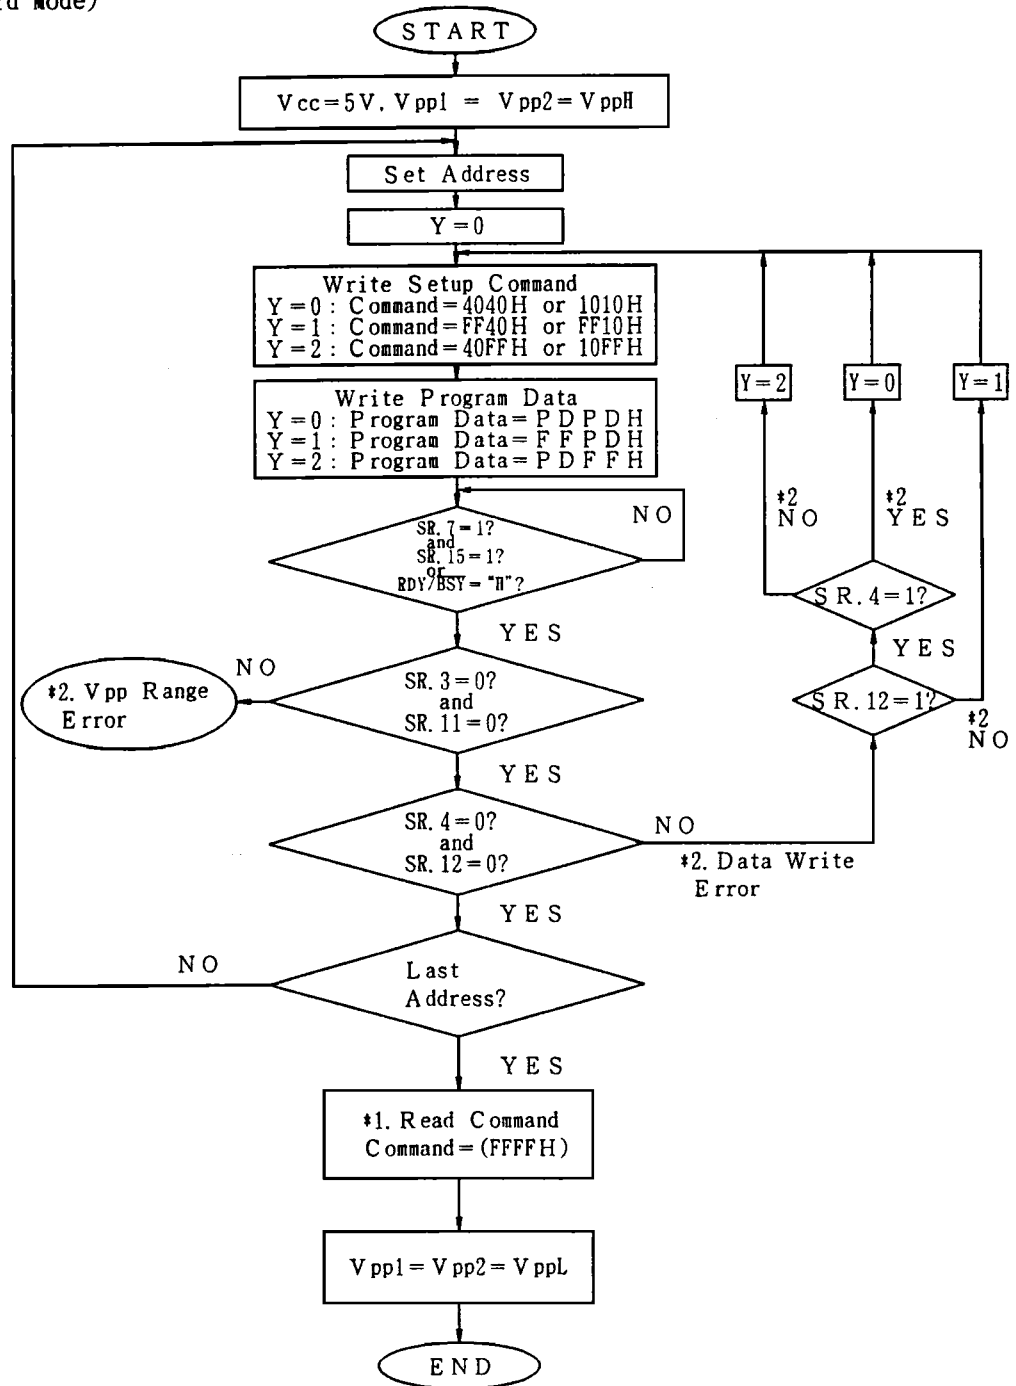 d Mode)
START
Vcc=5V. Vpp1 = Vpp2=VppH
Set Address
Y=0
Write Setup Command
Y=0: Command=4040H or 1010H
Y=1: Command=FF40H or FF10H
Y=2: Command=40FFH or 10FFH
Y=2
Y=0
Y=1
Write Program Data
Y=0: Program Data=PDPDH
Y=1: Program Data=FFPDH
Y=2: Program Data=PDFFH
*2
NO
*2
YES
NO
SR. 7=1?
and
SR. 15=1?
or
RDY/BSY="H"?
SR.4=1?
YES
YES
NO
SR.12=1?
*2
NO
*2. Vpp Range
Error
SR. 3=0?
and
SR. 11=0?
YES
SR. 4=0?
and
SR. 12=0?
NO
*2. Data Write
Error
YES
NO
Last
Address?
YES
*1. Read Command
Command=(FFFFH)
Vpp1=Vpp2=VppL
END